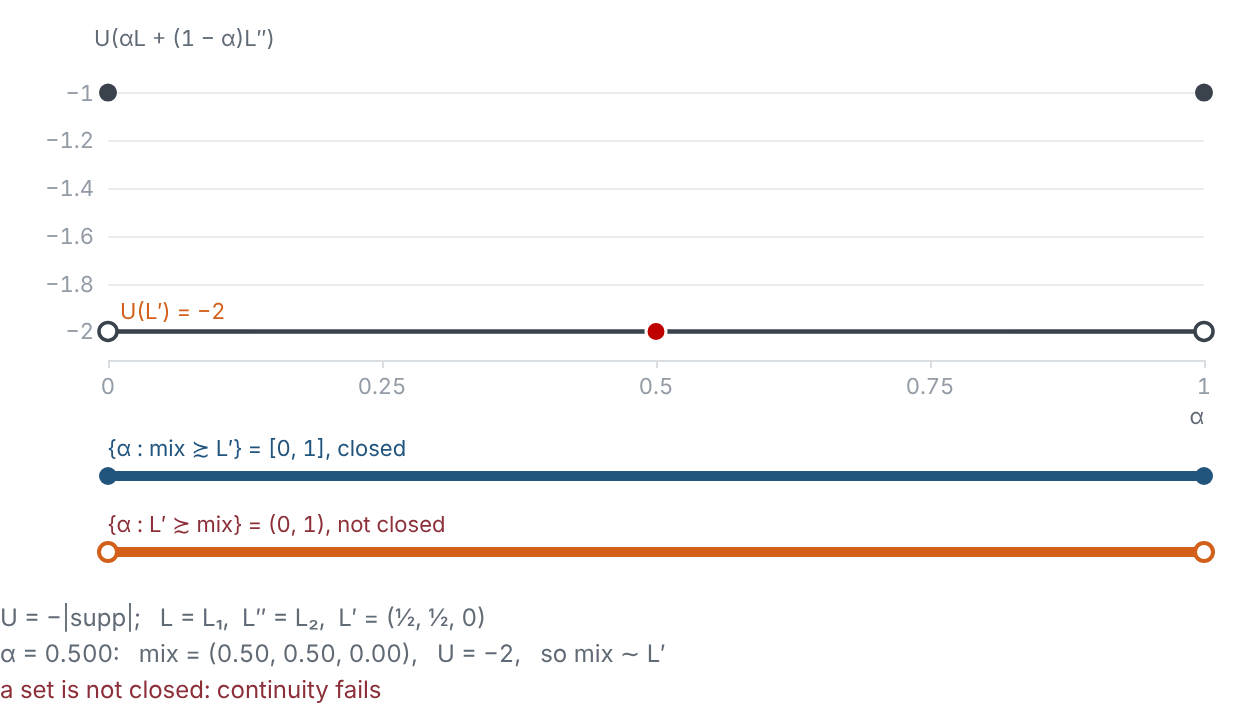 U(αL + (1 − α)L″)
−1
−1.2
−1.4
−1.6
−1.8
U(L′) = −2
−2
0 0.25 0.5 0.75 1
α
{α : mix ≿ L′} = [0, 1], closed
{α : L′ ≿ mix} = (0, 1), not closed
U = −|supp|; L = L₁, L″ = L₂, L′ = (½, ½, 0)
α = 0.500: mix = (0.50, 0.50, 0.00), U = −2, so mix ~ L′
a set is not closed: continuity fails